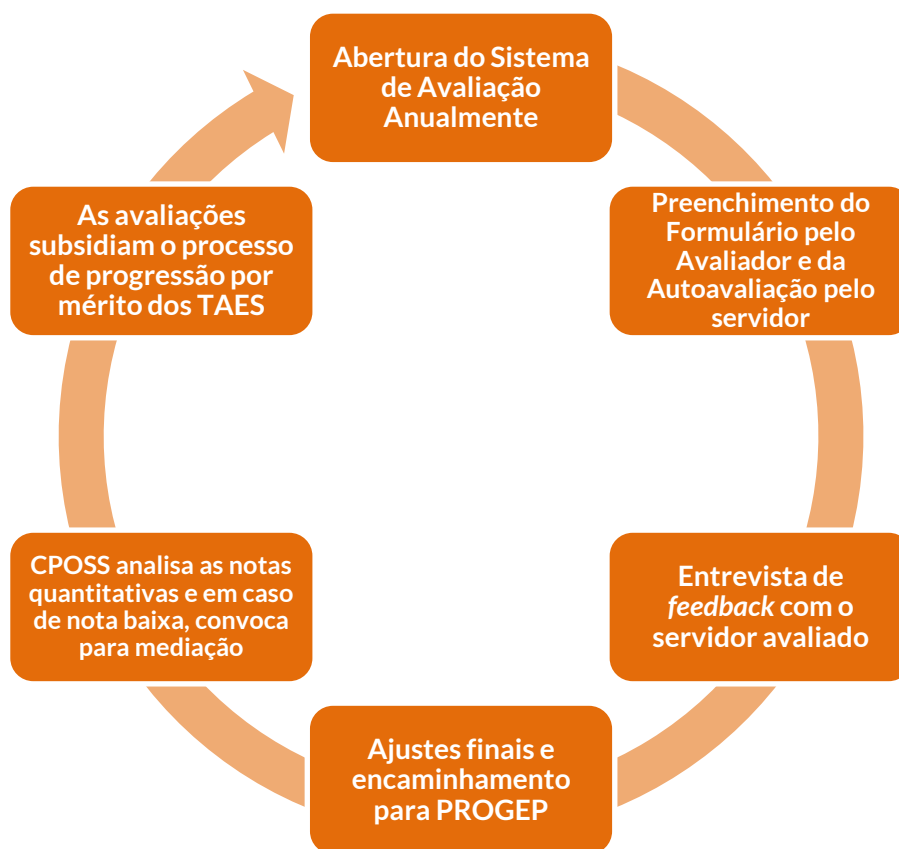 Abertura do Sistema
de Avaliação
Anualmente
Preenchimento do
Formulário pelo
Avaliador e da
Autoavaliação pelo
servidor
Entrevista de
feedback com o
servidor avaliado
Ajustes finais e
encaminhamento
para PROGEP
CPOSS analisa as notas
quantitativas e em caso
de nota baixa, convoca
para mediação
As avaliações
subsidiam o processo
de progressão por
mérito dos TAES